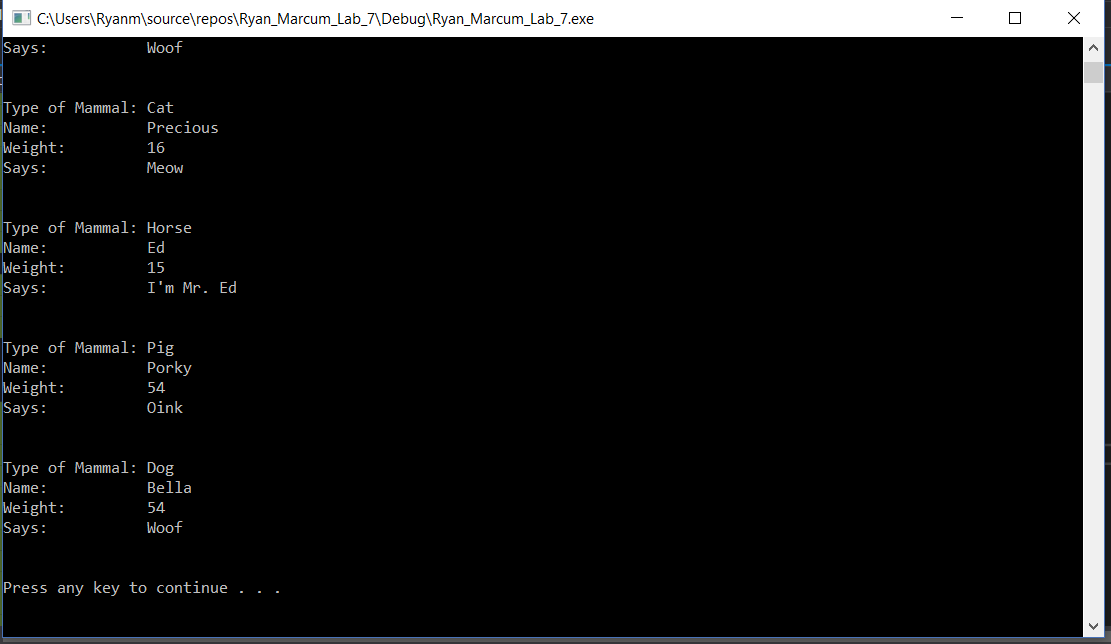 C:\Users\Ryanm\source\repos\Ryan_Marcum_Lab_7\Debug\Ryan_Marcum_Lab_7.exe
Says:           Woof
Type of Mammal: Cat
Name:           Precious
Weight:         16
Says:           Meow
Type of Mammal: Horse
Name:           Ed
Weight:         15
Says:           I'm Mr. Ed
Type of Mammal: Pig
Name:           Porky
Weight:         54
Says:           Oink
Type of Mammal: Dog
Name:           Bella
Weight:         54
Says:           Woof
Press any key to continue . . .